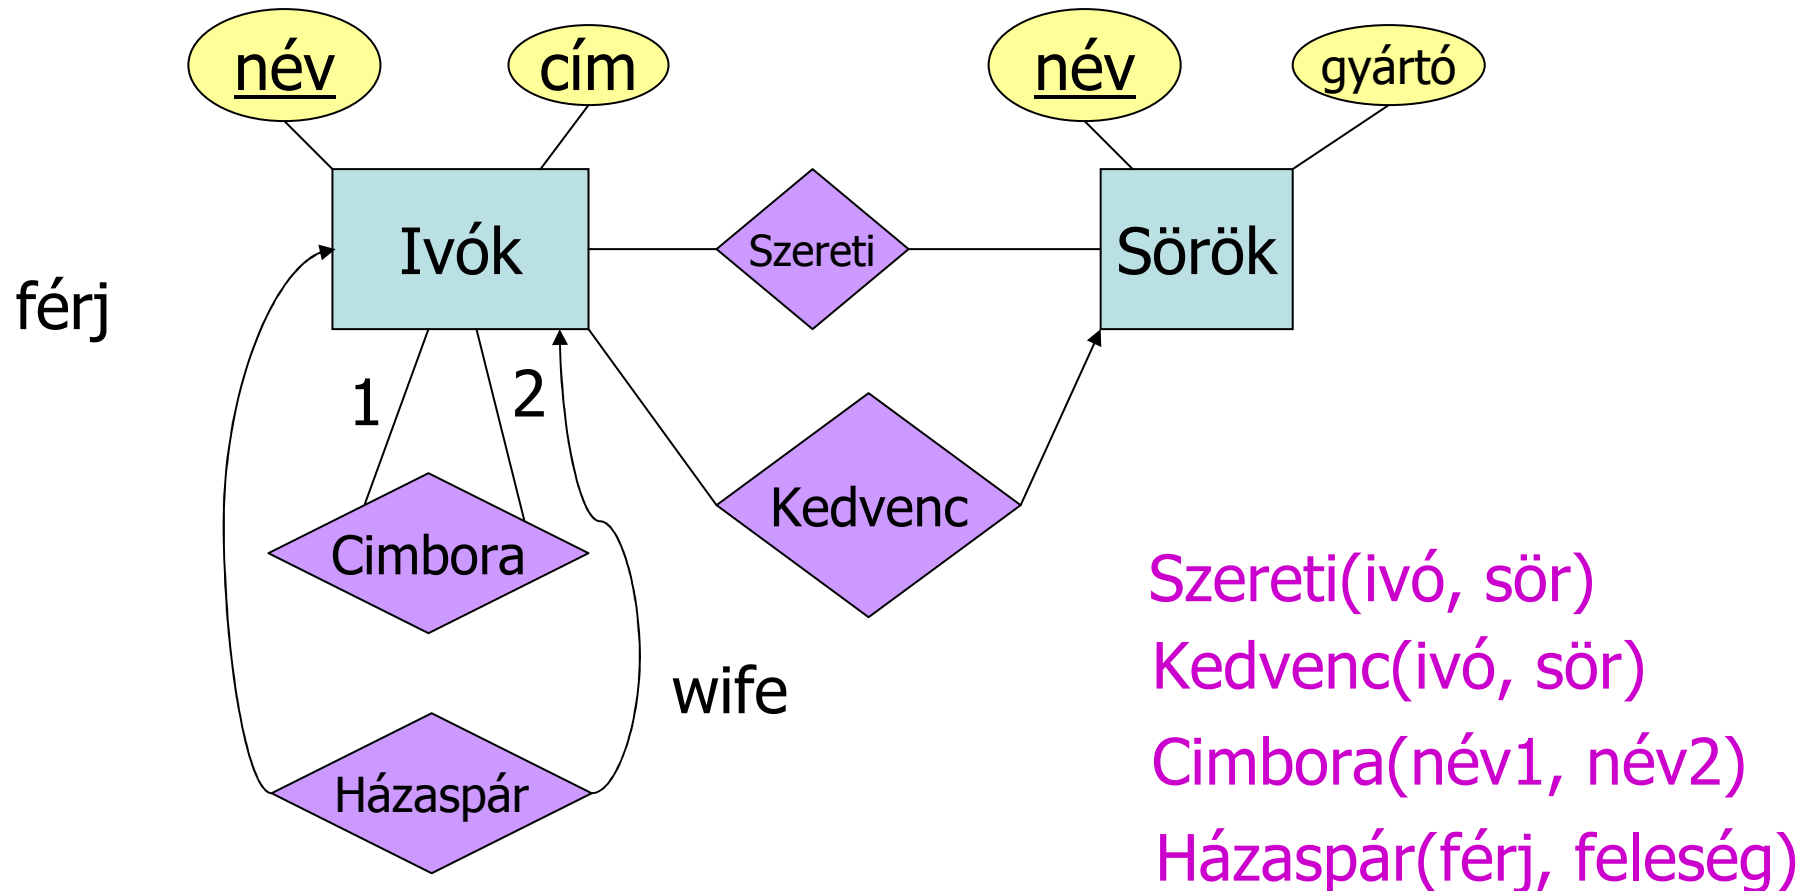 név
cím
név
gyártó
Ivók
Szereti
Sörök
férj
1
2
Kedvenc
Cimbora
wife
Házaspár
Szereti(ivó, sör)
Kedvenc(ivó, sör)
Cimbora(név1, név2)
Házaspár(férj, feleség)